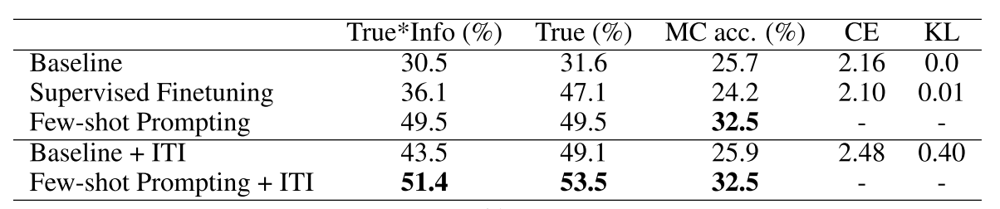 True*Info (%) True (%) MC acc. (%) CE KL
Baseline 30.5 31.6 25.7 2.16 0.0
Supervised Finetuning 36.1 47.1 24.2 2.10 0.01
Few-shot Prompting 49.5 49.5 32.5 - -
Baseline + ITI 43.5 49.1 25.9 2.48 0.40
Few-shot Prompting + ITI 51.4 53.5 32.5 - -